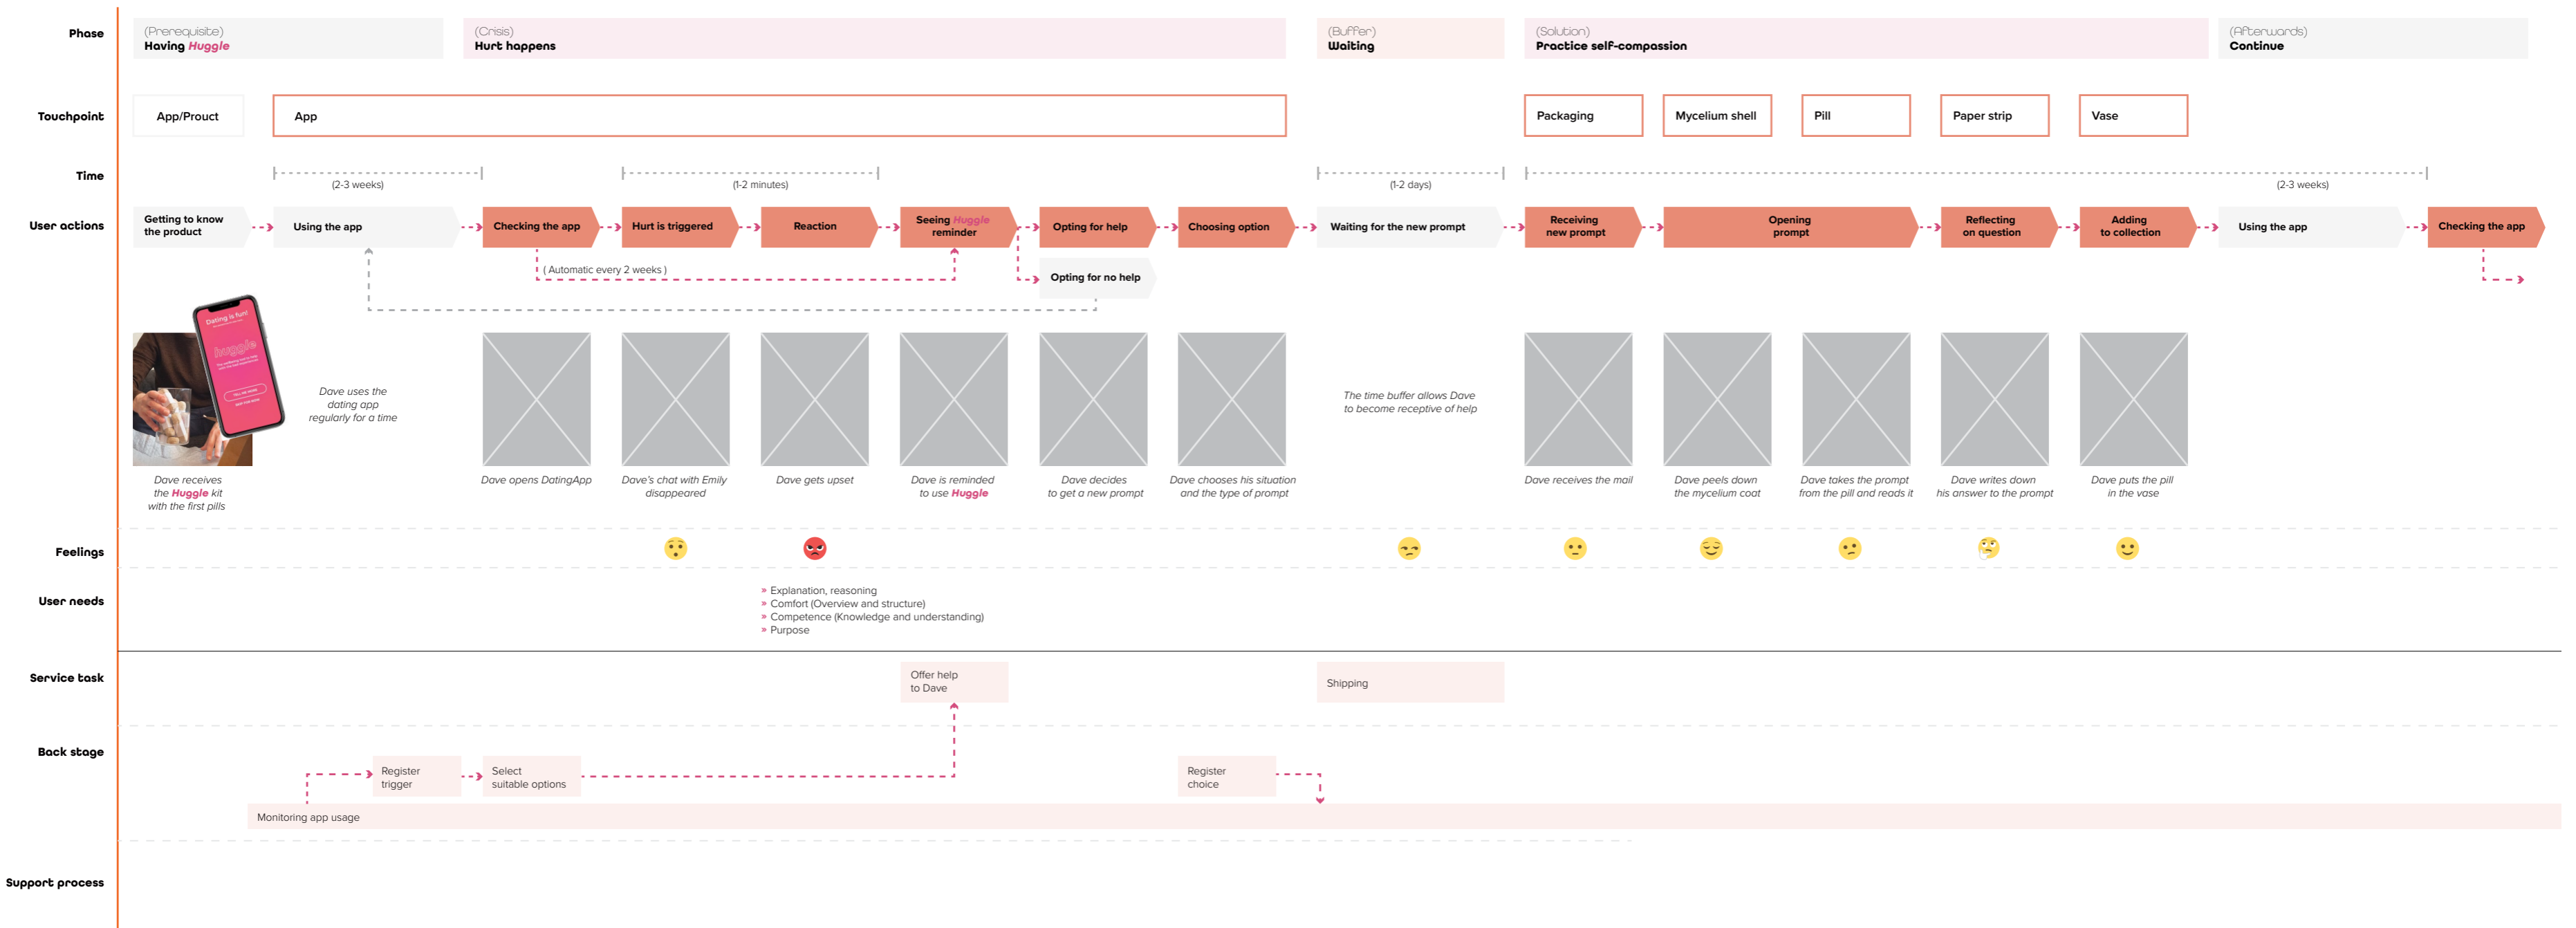 Phase
(Prerequisite)
Having Huggle
(Crisis)
Hurt happens
(Buffer)
Waiting
(Solution)
Practice self-compassion
(Afterwards)
Continue
Touchpoint
App/Prouct
App
Packaging
Mycelium shell
Pill
Paper strip
Vase
Time
(2-3 weeks)
(1-2 minutes)
(1-2 days)
(2-3 weeks)
User actions
Getting to know
the product
Using the app
Checking the app
Hurt is triggered
Reaction
Seeing Huggle
reminder
Opting for help
Choosing option
Waiting for the new prompt
Receiving
new prompt
Opening
prompt
Reflecting
on question
Adding
to collection
Using the app
Checking the app
( Automatic every 2 weeks )
Opting for no help
Dating is fun!
huggle
Dave receives
the Huggle kit
with the first pills
Dave uses the
dating app
regularly for a time
Dave opens DatingApp
Dave's chat with Emily
disappeared
Dave gets upset
Dave is reminded
to use Huggle
Dave decides
to get a new prompt
Dave chooses his situation
and the type of prompt
The time buffer allows Dave
to become receptive of help
Dave receives the mail
Dave peels down
the mycelium coat
Dave takes the prompt
from the pill and reads it
Dave writes down
his answer to the prompt
Dave puts the pill
in the vase
Feelings
User needs
» Explanation, reasoning
» Comfort (Overview and structure)
» Competence (Knowledge and understanding)
» Purpose
Service task
Offer help
to Dave
Shipping
Back stage
Register
trigger
Select
suitable options
Register
choice
Monitoring app usage
Support process